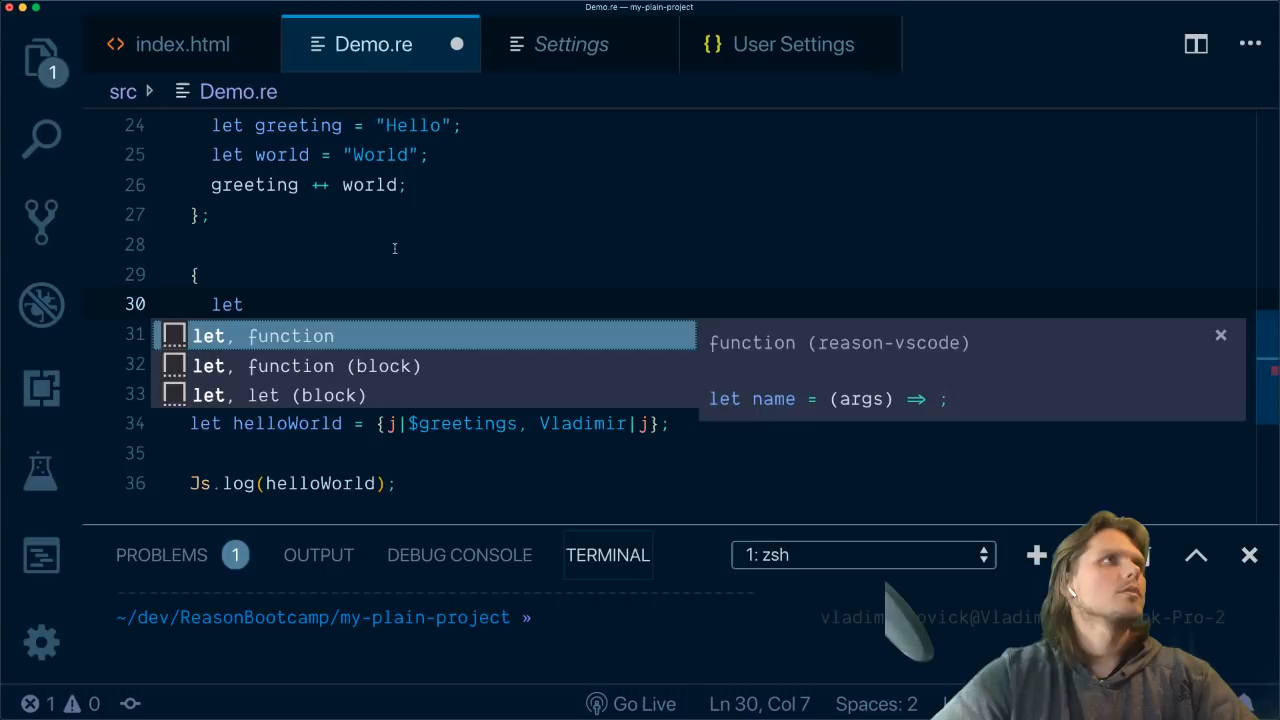 Demo.re — my-plain-project
index.html
Demo.re
Settings
{} User Settings
1
src
Demo.re
24 let greeting = "Hello";
25 let world = "World";
26 greeting ++ world;
27 };
28
29 {
30 let
31 let, function
32 let, function (block)
33 let, let (block)
function (reason-vscode)
let name = (args) => ;
34 let helloWorld = {j|$greetings, Vladimir|j};
35
36 Js.log(helloWorld);
PROBLEMS 1 OUTPUT DEBUG CONSOLE TERMINAL 1: zsh
~/dev/ReasonBootcamp/my-plain-project »
1 0 Go Live Ln 30, Col 7 Spaces: 2